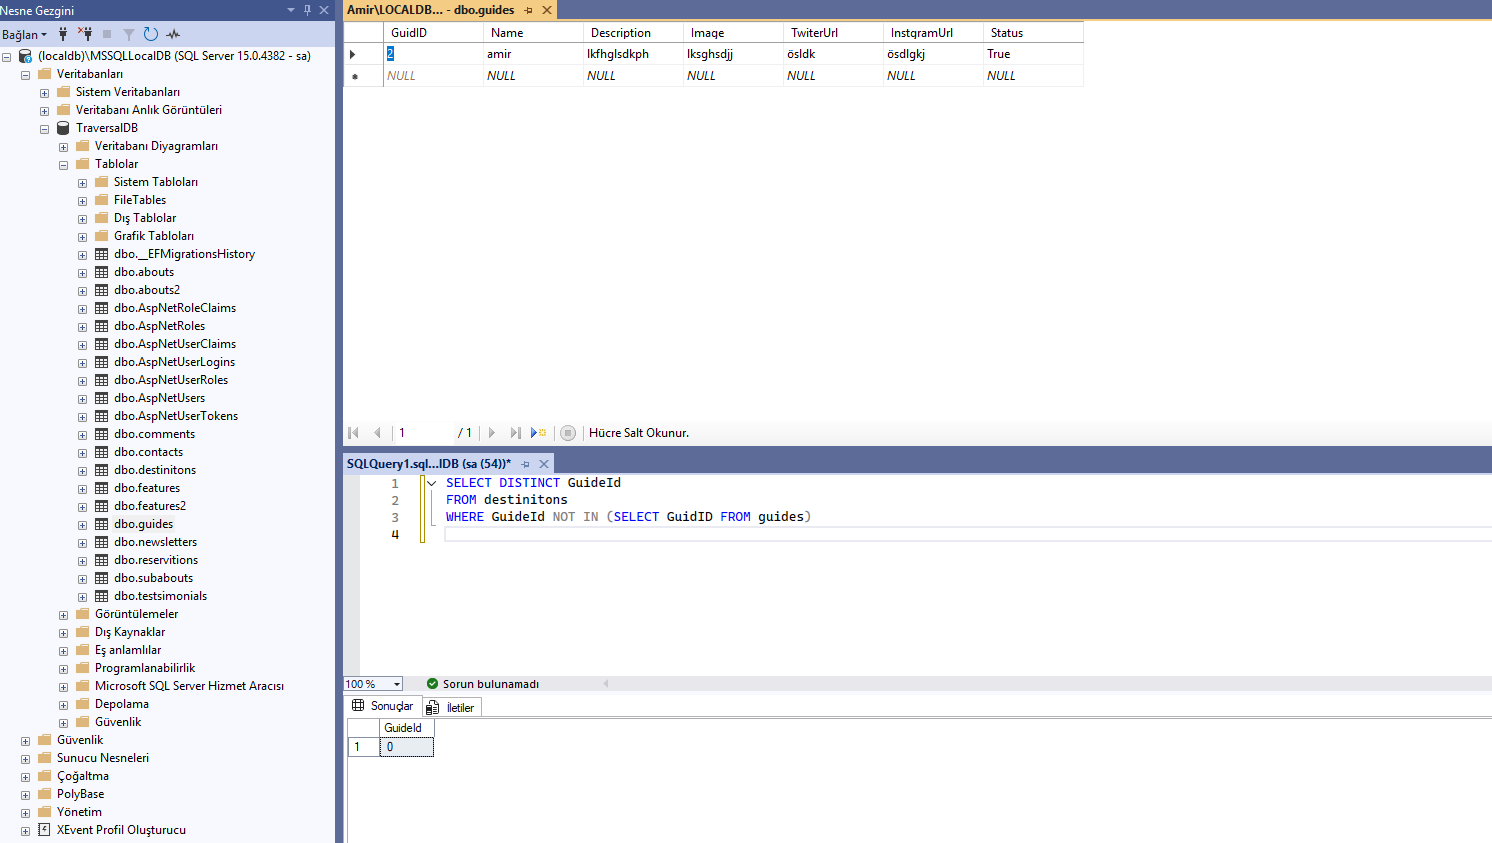 Nesne Gezgini
Bağlan
(localdb)\MSSQLLocalDB (SQL Server 15.0.4382 - sa)
Veritabanları
Sistem Veritabanları
Veritabanı Anlık Görüntüleri
TraversalDB
Veritabanı Diyagramları
Tablolar
Sistem Tabloları
FileTables
Dış Tablolar
Grafik Tabloları
dbo.__EFMigrationsHistory
dbo.abouts
dbo.abouts2
dbo.AspNetRoleClaims
dbo.AspNetRoles
dbo.AspNetUserClaims
dbo.AspNetUserLogins
dbo.AspNetUserRoles
dbo.AspNetUsers
dbo.AspNetUserTokens
dbo.comments
dbo.contacts
dbo.destinitons
dbo.features
dbo.features2
dbo.guides
dbo.newsletters
dbo.reservitions
dbo.subabouts
dbo.testsimonials
Görüntülemeler
Dış Kaynaklar
Eş anlamlılar
Programlanabilirlik
Microsoft SQL Server Hizmet Aracısı
Depolama
Güvenlik
Güvenlik
Sunucu Nesneleri
Çoğaltma
PolyBase
Yönetim
XEvent Profil Oluşturucu
Amir\LOCALDB... - dbo.guides
GuidID Name Description Image TwiterUrl InstgramUrl Status
2 amir lkfhglsdkph lksghsdjj ösldk ösdlgkj True
NULL NULL NULL NULL NULL NULL NULL
1 / 1 Hücre Salt Okunur.
SQLQuery1.sql...lDB (sa (54))*
1 SELECT DISTINCT GuideId
2 FROM destinitons
3 WHERE GuideId NOT IN (SELECT GuidID FROM guides)
4
100 % Sorun bulunamadı
Sonuçlar İletiler
GuideId
1 0